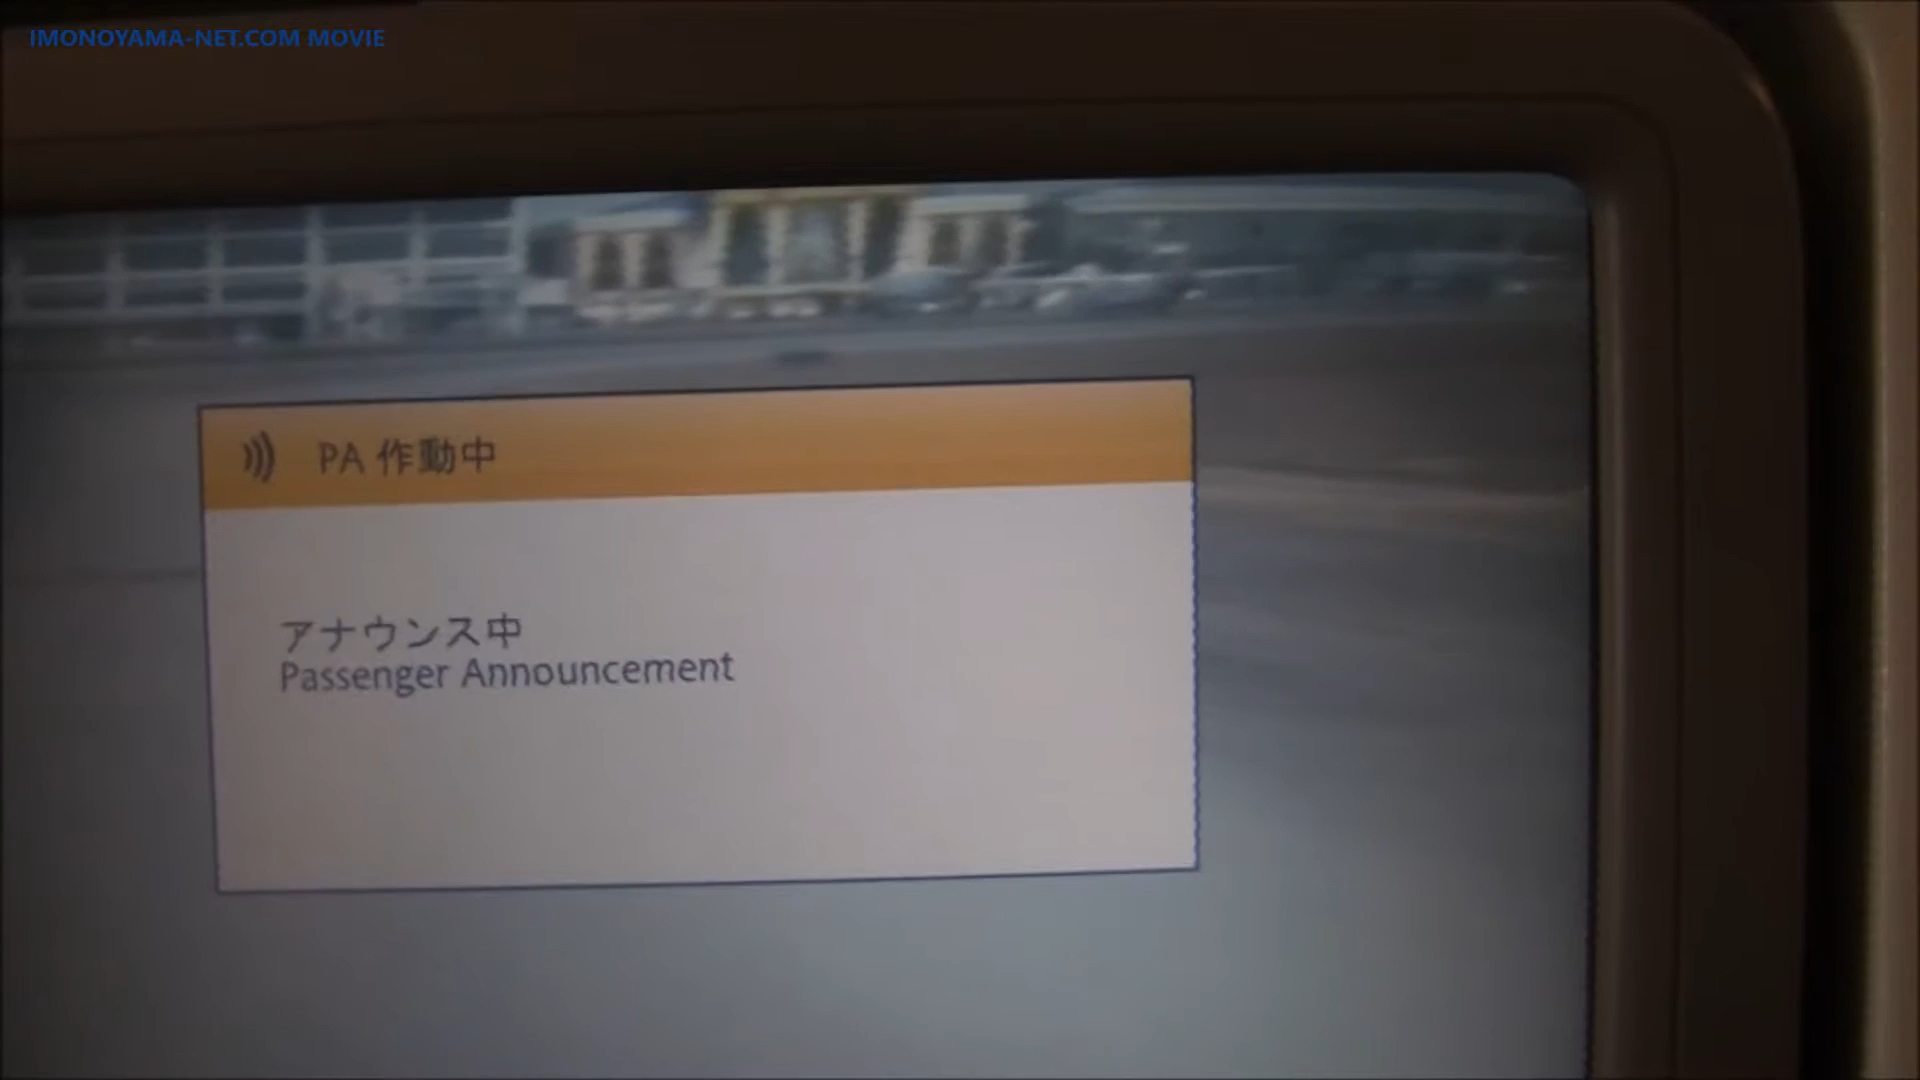 IMONOYAMA-NET.COM MOVIE
PA 作動中
アナウンス中
Passenger Announcement